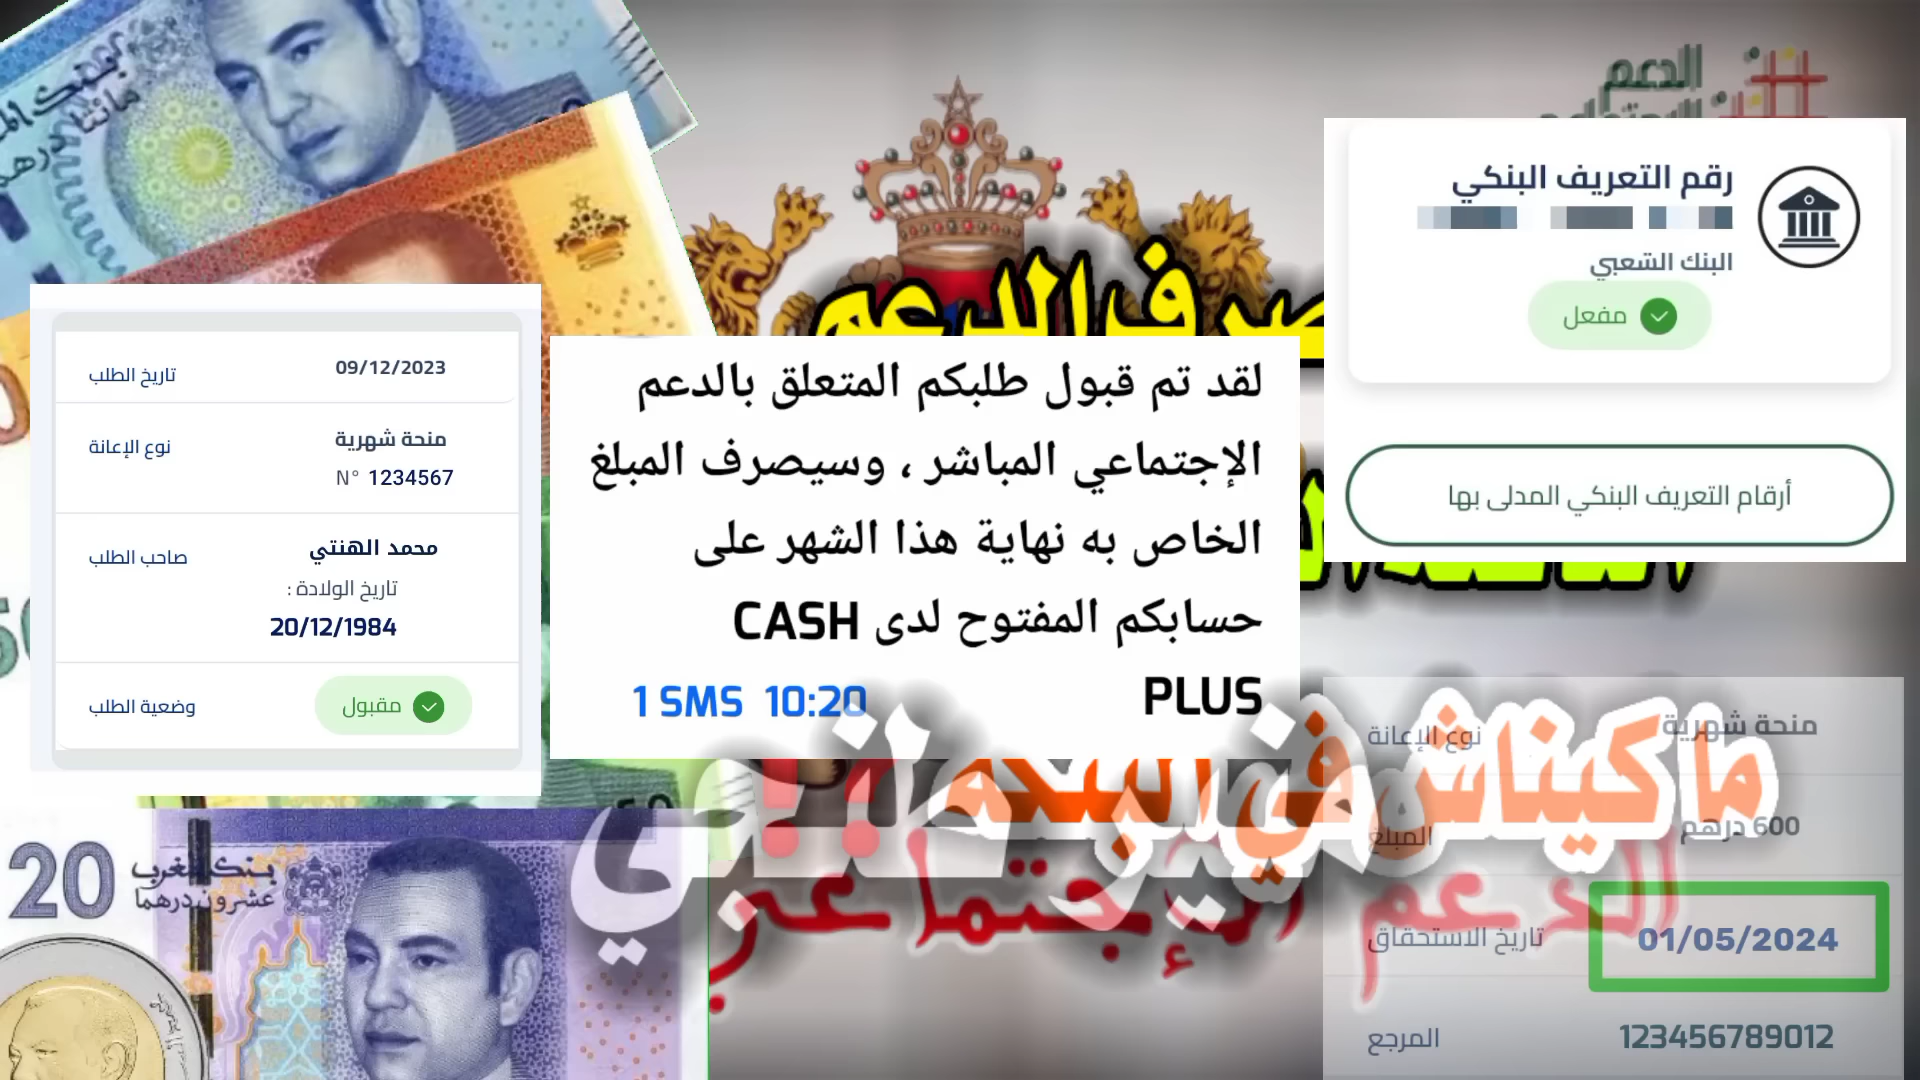 الدعم
صرف الدعم
09/12/2023
تاريخ الطلب
منحة شهرية
نوع الإعانة
N° 1234567
محمد الهنتي
صاحب الطلب
تاريخ الولادة :
20/12/1984
مقبول
وضعية الطلب
لقد تم قبول طلبكم المتعلق بالدعم
الإجتماعي المباشر ، وسيصرف المبلغ
الخاص به نهاية هذا الشهر على
حسابكم المفتوح لدى CASH
PLUS
1 SMS 10:20
رقم التعريف البنكي
البنك الشعبي
مفعل
أرقام التعريف البنكي المدلى بها
ماكيناش في
الدعم الإجتماعي
منحة شهرية
نوع الإعانة
600 درهم
المبلغ
01/05/2024
تاريخ الاستحقاق
123456789012
المرجع
20
بنك المغرب
عشرون درهما